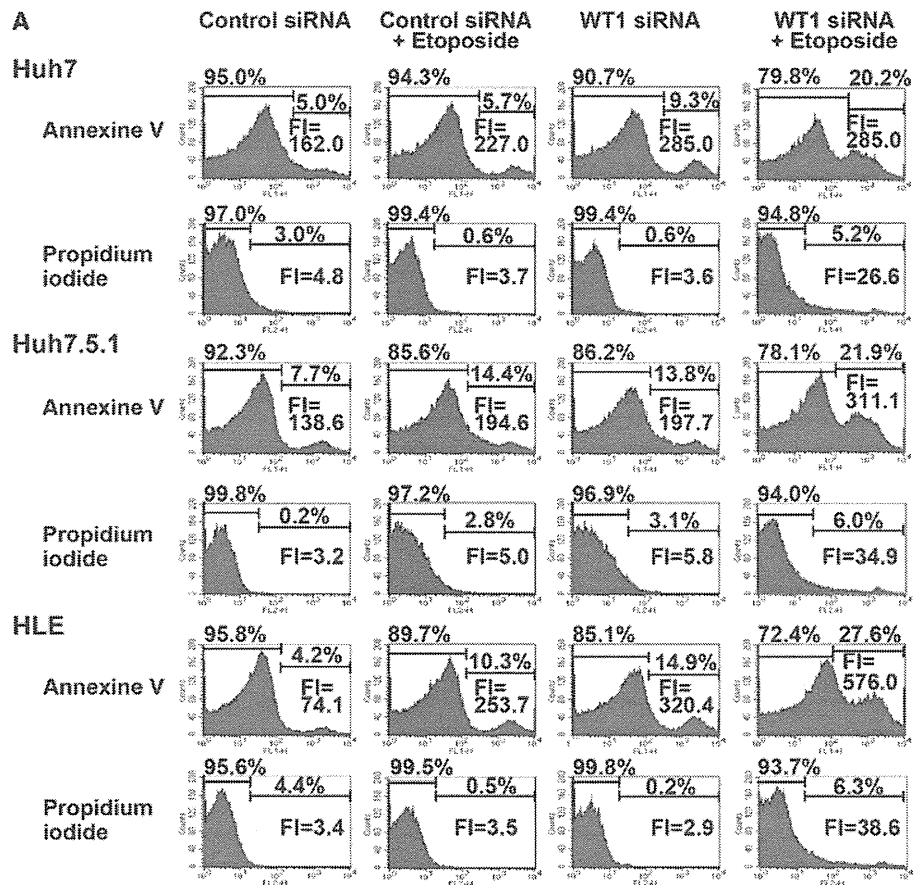 A
Control siRNA Control siRNA + Etoposide WT1 siRNA WT1 siRNA + Etoposide
Huh7
Annexine V
95.0% 5.0% FI= 162.0
94.3% 5.7% FI= 227.0
90.7% 9.3% FI= 285.0
79.8% 20.2% FI= 285.0
Propidium iodide
97.0% 3.0% FI=4.8
99.4% 0.6% FI=3.7
99.4% 0.6% FI=3.6
94.8% 5.2% FI=26.6
Huh7.5.1
Annexine V
92.3% 7.7% FI= 138.6
85.6% 14.4% FI= 194.6
86.2% 13.8% FI= 197.7
78.1% 21.9% FI= 311.1
Propidium iodide
99.8% 0.2% FI=3.2
97.2% 2.8% FI=5.0
96.9% 3.1% FI=5.8
94.0% 6.0% FI=34.9
HLE
Annexine V
95.8% 4.2% FI= 74.1
89.7% 10.3% FI= 253.7
85.1% 14.9% FI= 320.4
72.4% 27.6% FI= 576.0
Propidium iodide
95.6% 4.4% FI=3.4
99.5% 0.5% FI=3.5
99.8% 0.2% FI=2.9
93.7% 6.3% FI=38.6